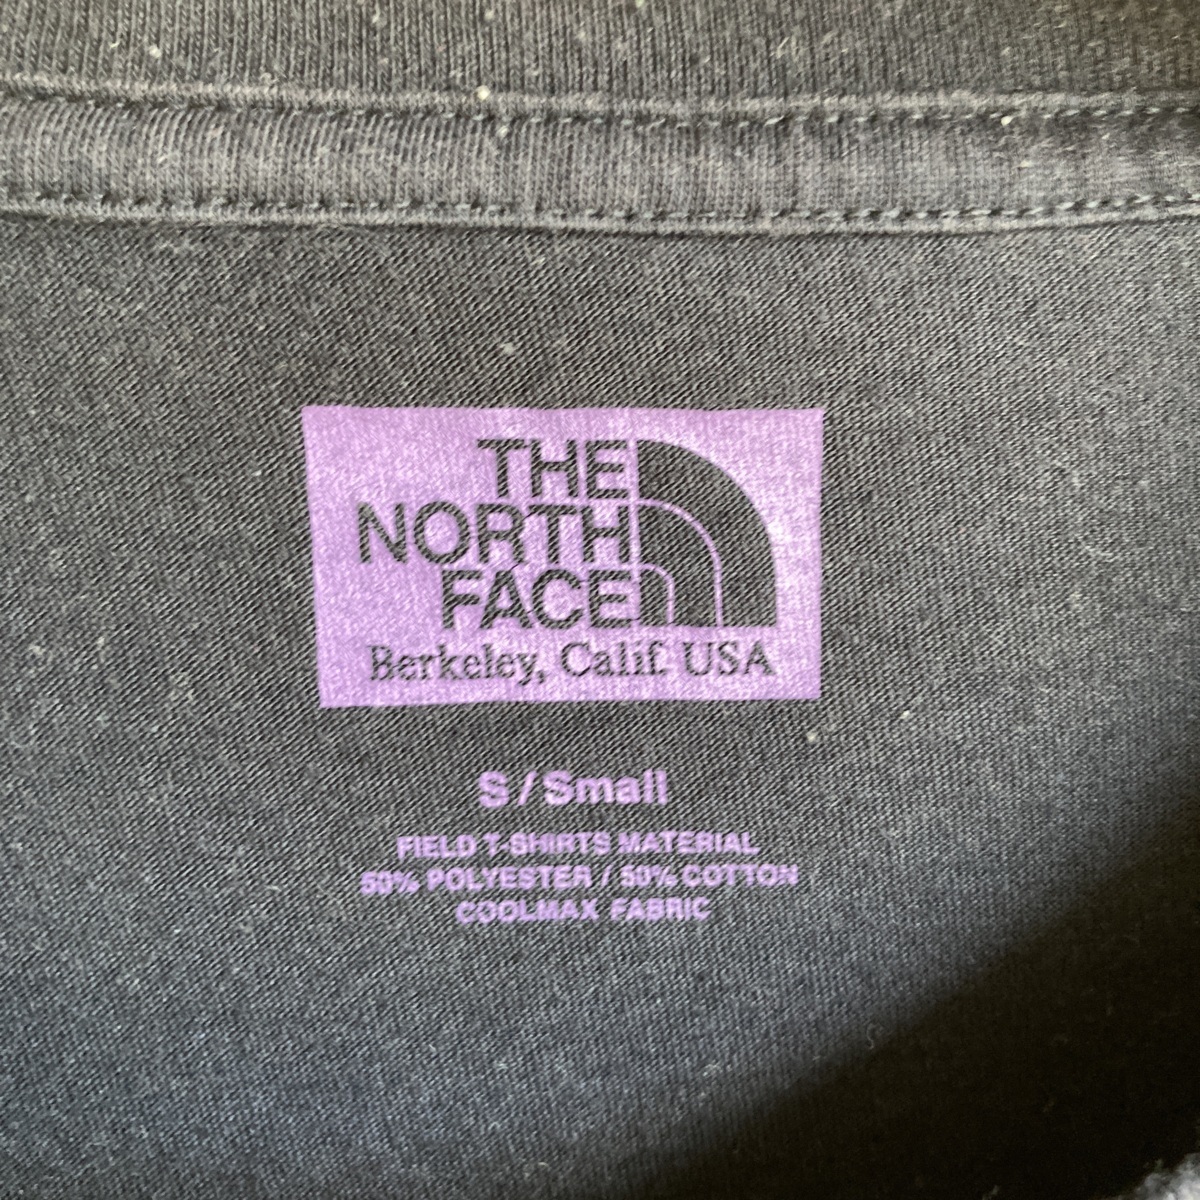 THE
NORTH
FACE
Berkeley, Calif. USA
S/Small
FIELD T-SHIRTS MATERIAL
50% POLYESTER / 50% COTTON
COOLMAX FABRIC